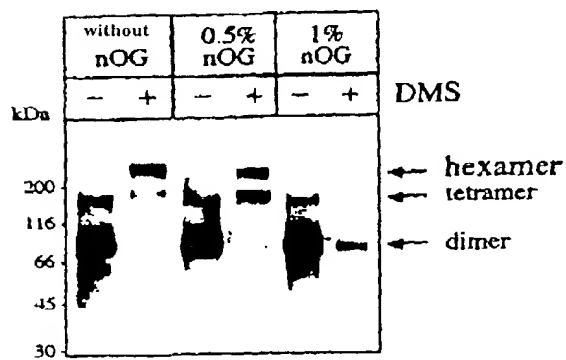 without 0.5% 1%
nOG nOG nOG
– + – + – + DMS
kDa
hexamer
200 tetramer
116
66 dimer
45
30